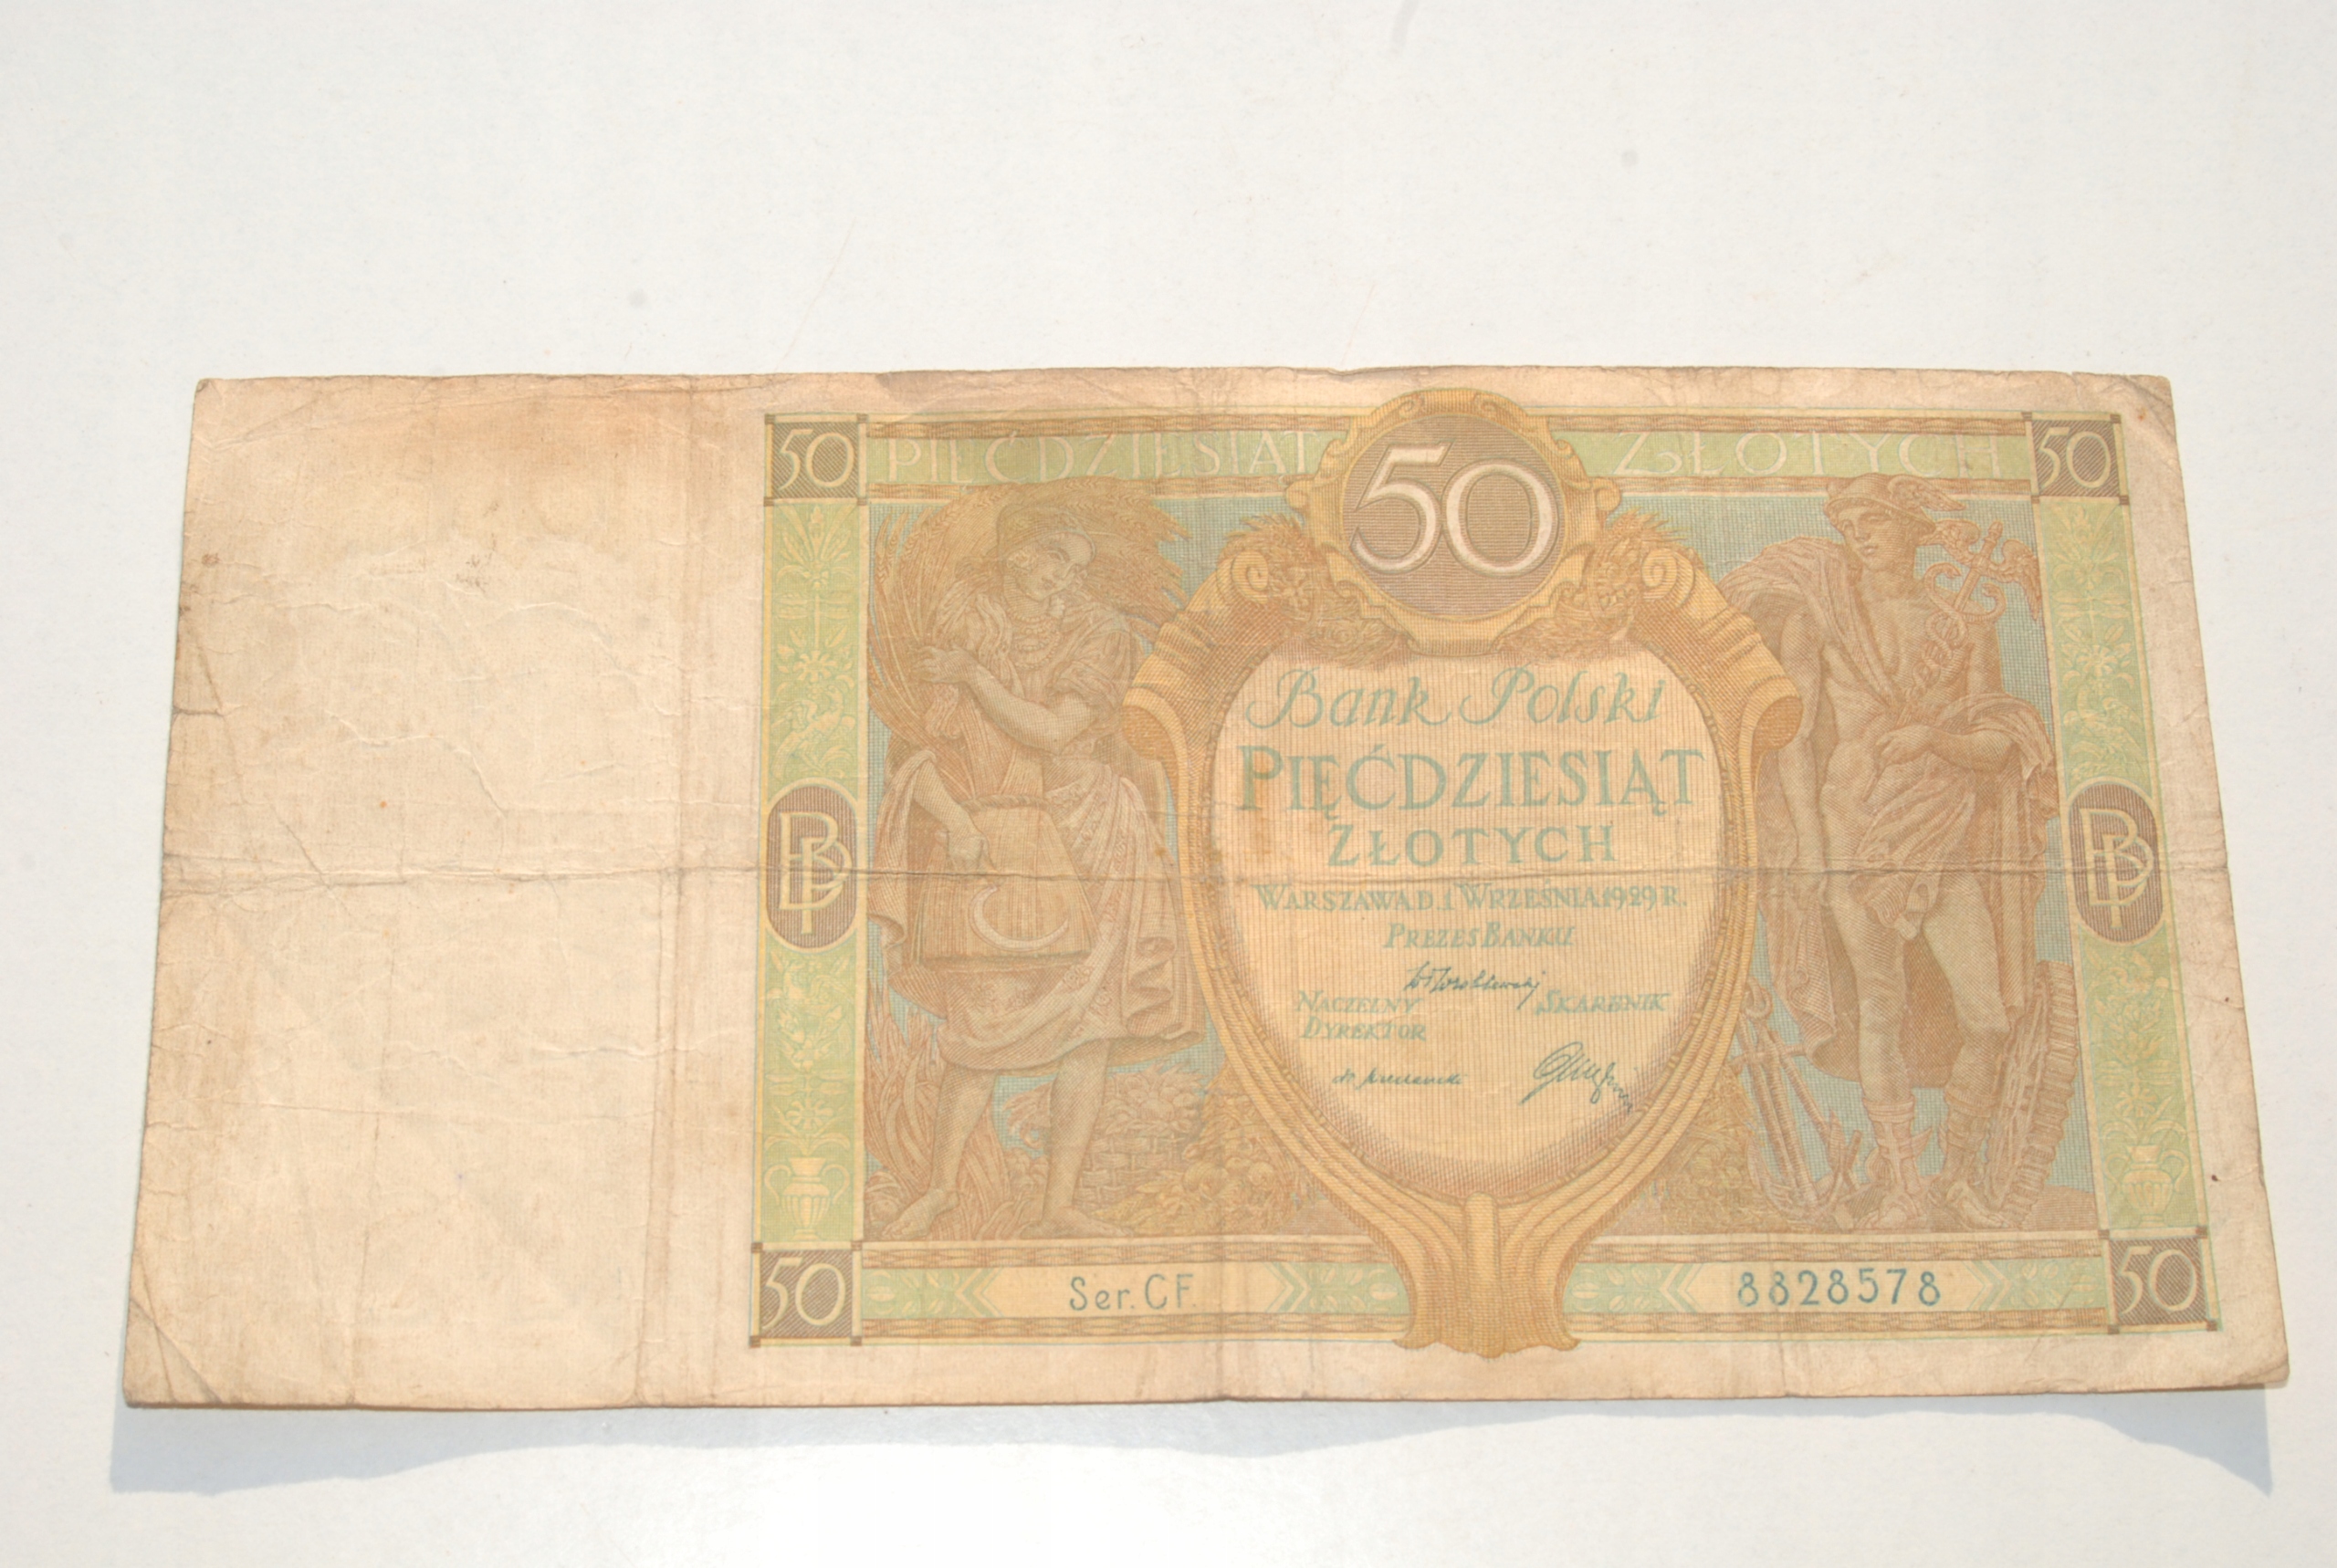 50 PIĘĆDZIESIĄT 50 ZŁOTYCH 50
Bank Polski
PIĘĆDZIESIĄT
ZŁOTYCH
WARSZAWA D. 1 WRZEŚNIA 1929 R.
PREZES BANKU
NACZELNY SKARBNIK
DYREKTOR
BP BP
50 Ser. CF. 8828578 50